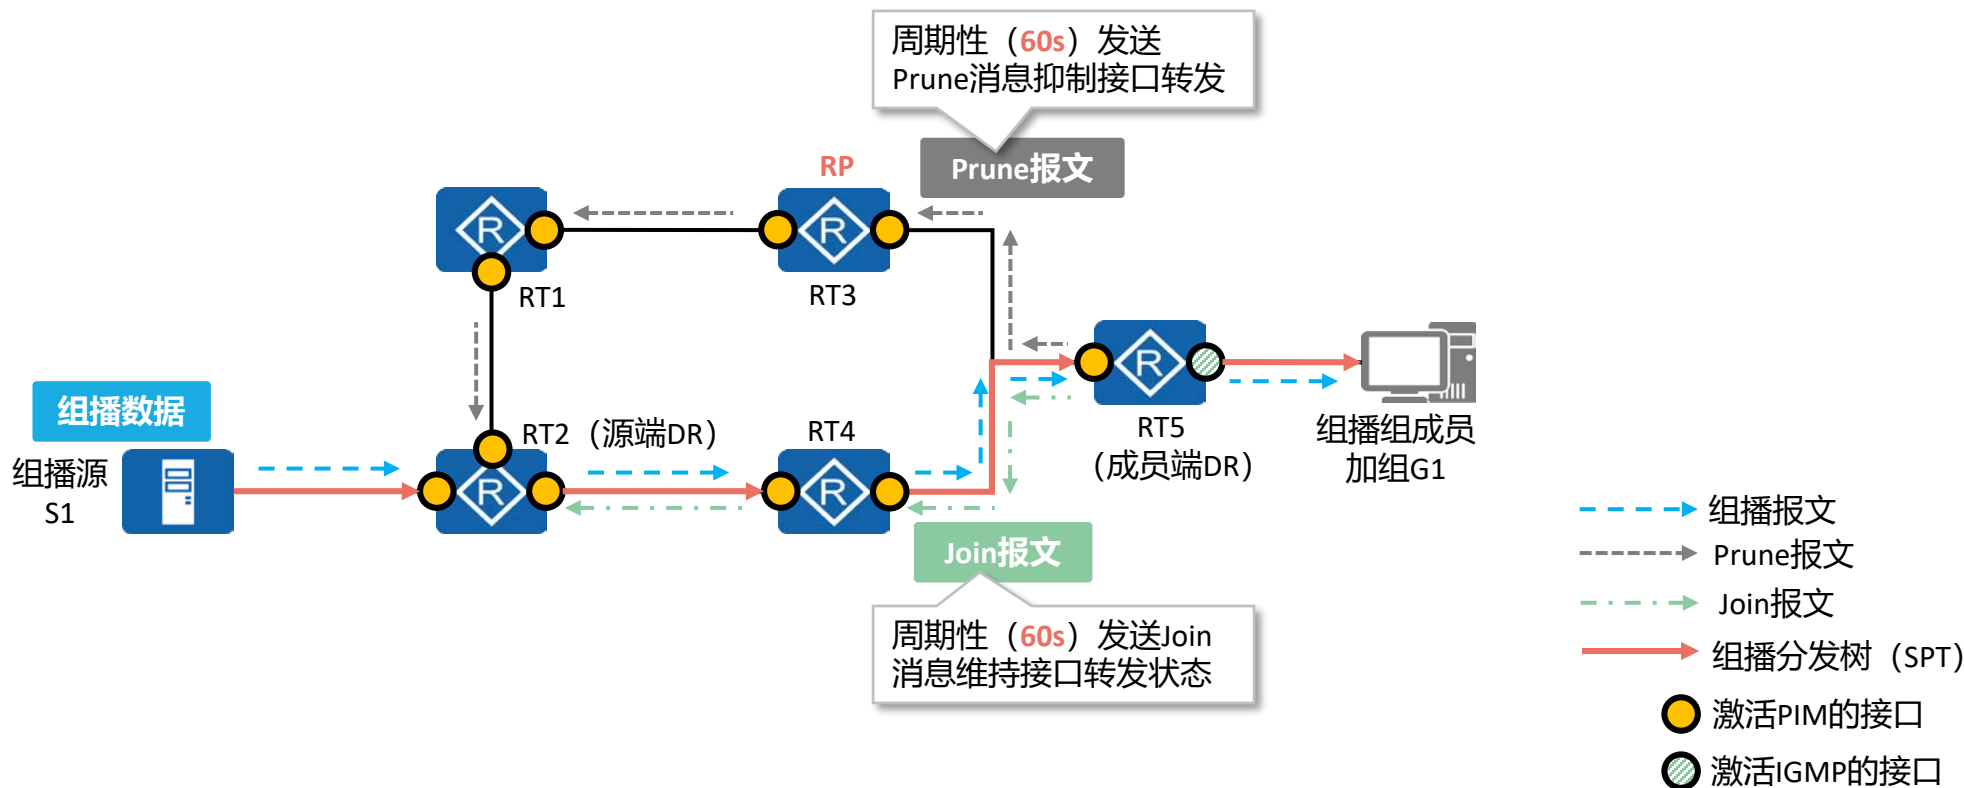 周期性（60s）发送
Prune消息抑制接口转发
Prune报文
RP
R
R
RT1
RT3
R
组播数据
RT2（源端DR）
RT4
RT5
（成员端DR）
组播组成员
加组G1
组播源
S1
R
R
Join报文
周期性（60s）发送Join
消息维持接口转发状态
组播报文
Prune报文
Join报文
组播分发树（SPT）
激活PIM的接口
激活IGMP的接口